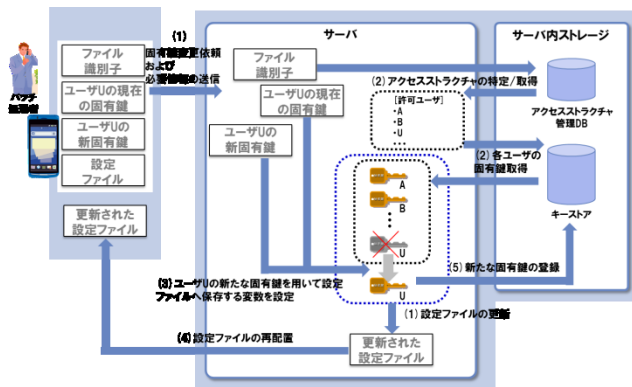 (1)
固有鍵変更依頼
および
必要情報の送信
ファイル
識別子
ユーザUの現在
の固有鍵
ユーザUの
新固有鍵
設定
ファイル
更新された
設定ファイル
サーバ
ファイル
識別子
ユーザUの現在
の固有鍵
ユーザUの
新固有鍵
サーバ内ストレージ
(2) アクセスストラクチャの特定/取得
[許可ユーザ]
・A
・B
・U
・・・
アクセスストラクチャ
管理DB
(2) 各ユーザの
固有鍵取得
キーストア
A
B
U
U
(3) ユーザUの新たな固有鍵を用いて設定
ファイルへ保存する変数を設定
(5) 新たな固有鍵の登録
(1) 設定ファイルの更新
(4) 設定ファイルの再配置
更新された
設定ファイル